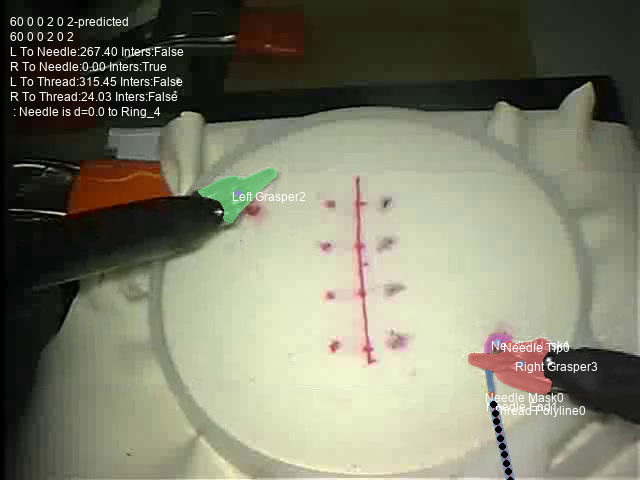 60 0 0 2 0 2-predicted
60 0 0 2 0 2
L To Needle:267.40 Inters:False
R To Needle:0.00 Inters:True
L To Thread:315.45 Inters:False
R To Thread:24.03 Inters:False
: Needle is d=0.0 to Ring_4
Left Grasper2
Needle Tip0
Right Grasper3
Needle Mask0
Needle End
Thread Polyline0